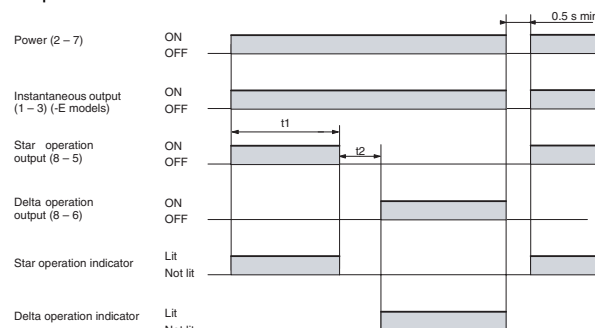 0.5 s min
Power (2 – 7)
ON
OFF
Instantaneous output
(1 – 3) (-E models)
ON
OFF
t1
Star operation
output (8 – 5)
ON
OFF
t2
Delta operation
output (8 – 6)
ON
OFF
Star operation indicator
Lit
Not lit
Delta operation indicator
Lit
Not lit